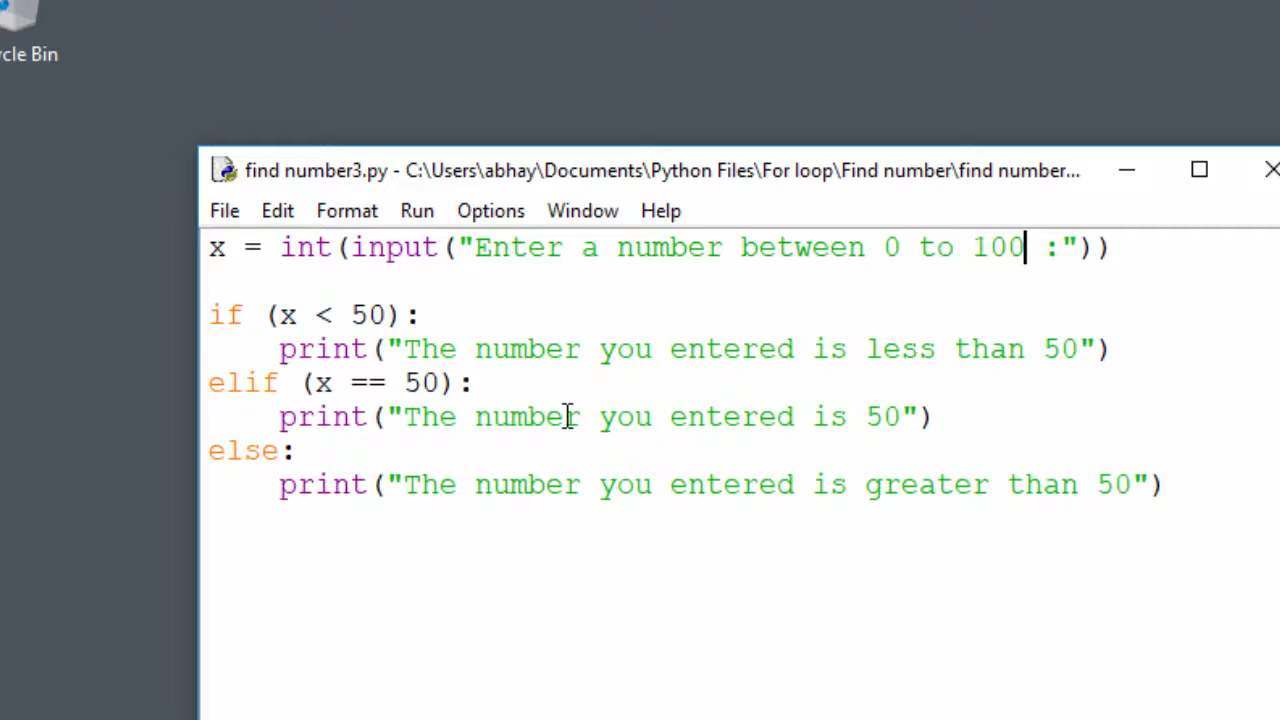 cle Bin
find number3.py - C:\Users\abhay\Documents\Python Files\For loop\Find number\find number...
File Edit Format Run Options Window Help
x = int(input("Enter a number between 0 to 100 :"))
if (x < 50):
    print("The number you entered is less than 50")
elif (x == 50):
    print("The number you entered is 50")
else:
    print("The number you entered is greater than 50")